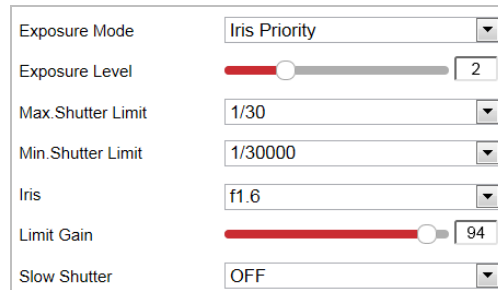 Exposure Mode Iris Priority
Exposure Level 2
Max.Shutter Limit 1/30
Min.Shutter Limit 1/30000
Iris f1.6
Limit Gain 94
Slow Shutter OFF